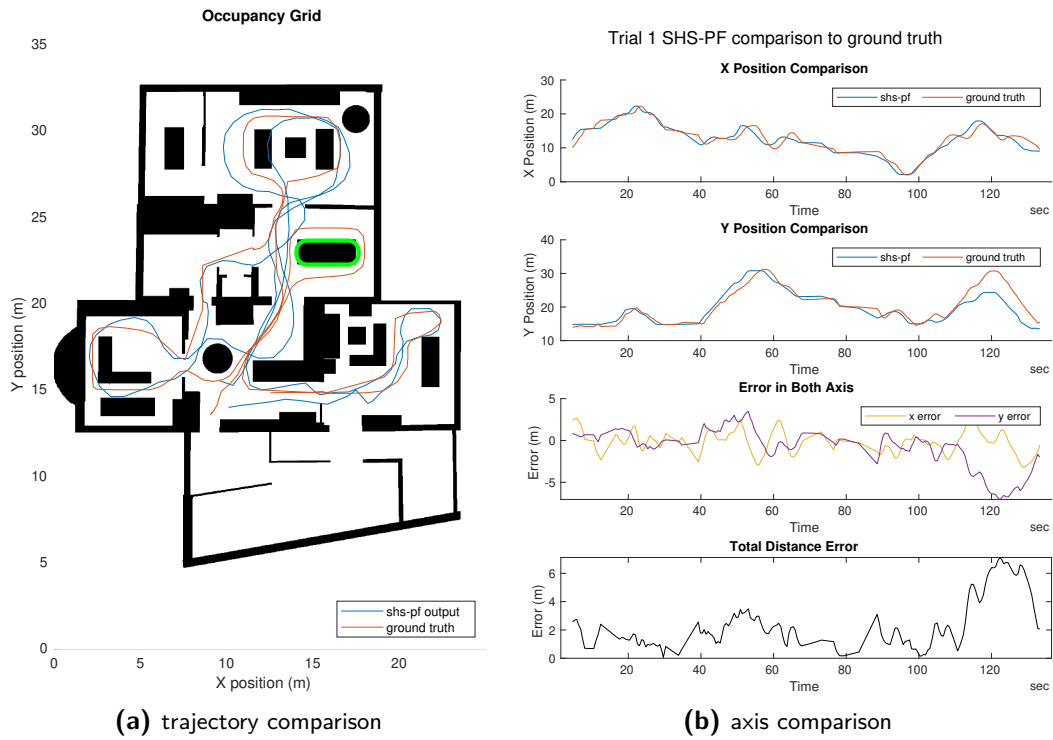 Occupancy Grid
35
30
25
20
15
10
5
0
0 5 10 15 20
Y position (m)
X position (m)
shs-pf output
ground truth
(a) trajectory comparison
Trial 1 SHS-PF comparison to ground truth
X Position Comparison
30
20
10
0
X Position (m)
shs-pf ground truth
20 40 60 80 100 120
Time sec
Y Position Comparison
40
30
20
10
Y Position (m)
shs-pf ground truth
20 40 60 80 100 120
Time sec
Error in Both Axis
5
0
-5
Error (m)
x error y error
20 40 60 80 100 120
Time sec
Total Distance Error
6
4
2
0
Error (m)
20 40 60 80 100 120
Time sec
(b) axis comparison